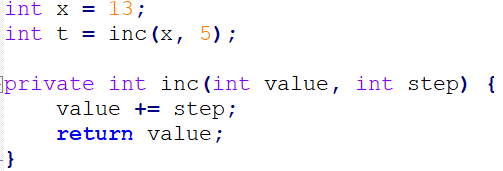 int x = 13;
int t = inc(x, 5);
private int inc(int value, int step) {
    value += step;
    return value;
}